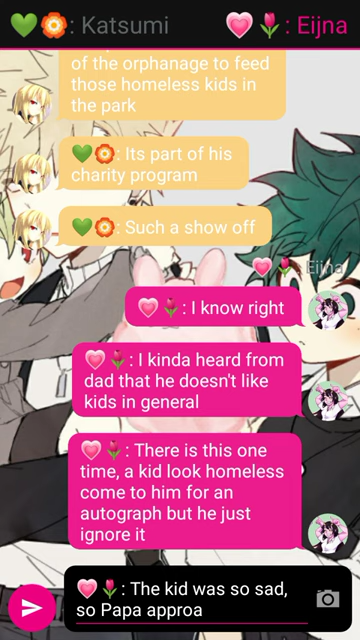 💚🏵️: Katsumi
💗🌷: Eijna
of the orphanage to feed
those homeless kids in
the park
💚🏵️: Its part of his
charity program
💚🏵️: Such a show off
💗🌷: Eijna
💗🌷: I know right
💗🌷: I kinda heard from
dad that he doesn't like
kids in general
💗🌷: There is this one
time, a kid look homeless
come to him for an
autograph but he just
ignore it
💗🌷: The kid was so sad,
so Papa approa